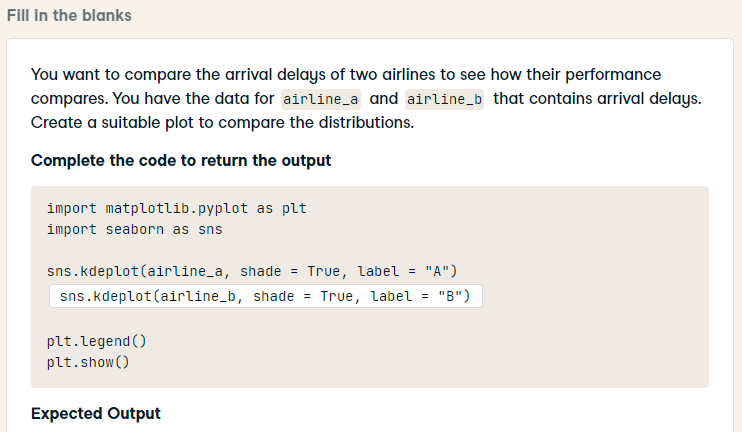 Fill in the blanks
You want to compare the arrival delays of two airlines to see how their performance
compares. You have the data for airline_a and airline_b that contains arrival delays.
Create a suitable plot to compare the distributions.
Complete the code to return the output
import matplotlib.pyplot as plt
import seaborn as sns
sns.kdeplot(airline_a, shade = True, label = "A")
sns.kdeplot(airline_b, shade = True, label = "B")
plt.legend()
plt.show()
Expected Output